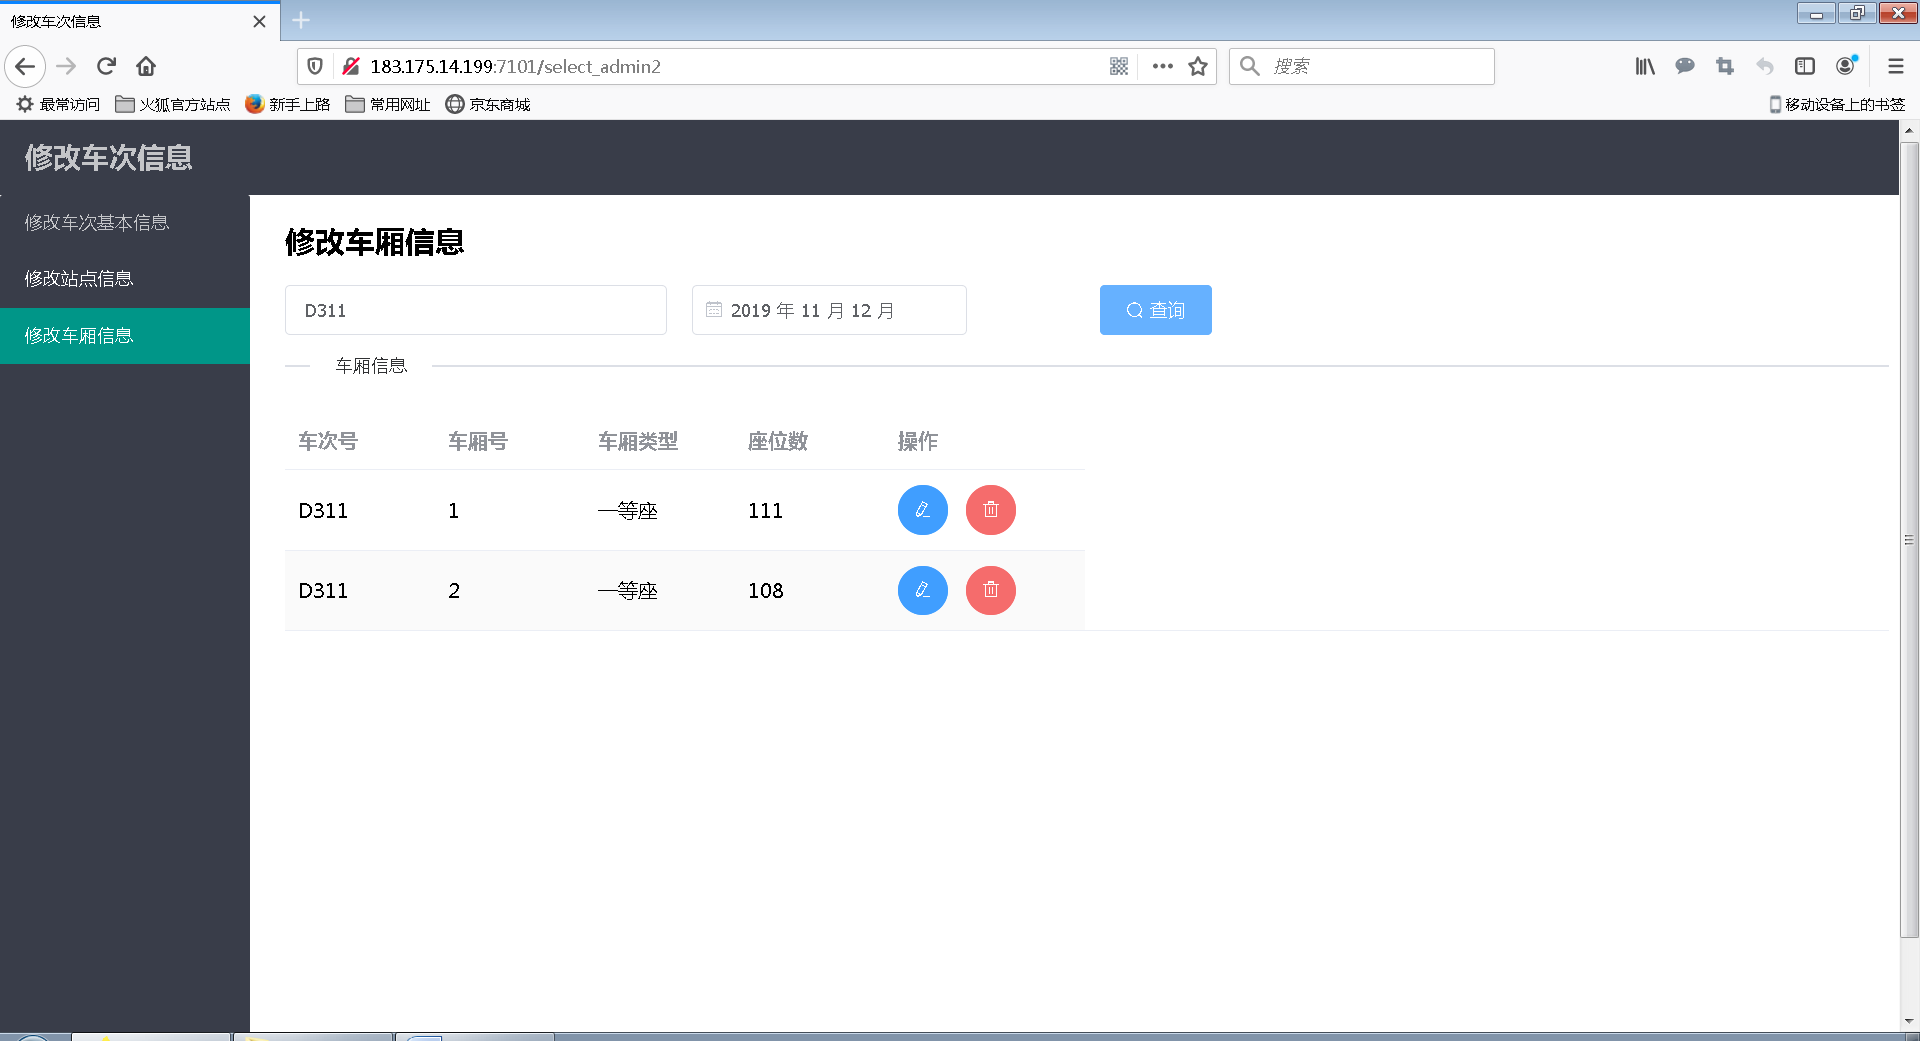 修改车次信息
183.175.14.199:7101/select_admin2
搜索
最常访问 火狐官方站点 新手上路 常用网址 京东商城 移动设备上的书签
修改车次信息
修改车次基本信息
修改站点信息
修改车厢信息
修改车厢信息
D311 2019 年 11 月 12 月 查询
车厢信息
车次号 车厢号 车厢类型 座位数 操作
D311 1 一等座 111
D311 2 一等座 108